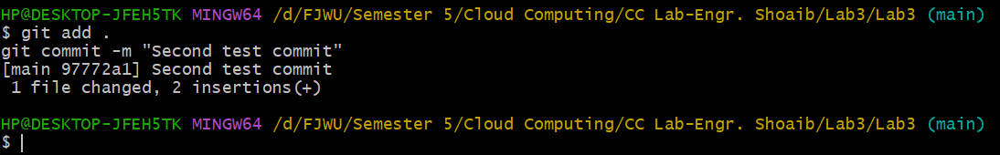 HP@DESKTOP-JFEH5TK MINGW64 /d/FJWU/Semester 5/Cloud Computing/CC Lab-Engr. Shoaib/Lab3/Lab3 (main)
$ git add .
git commit -m "Second test commit"
[main 97772a1] Second test commit
 1 file changed, 2 insertions(+)
HP@DESKTOP-JFEH5TK MINGW64 /d/FJWU/Semester 5/Cloud Computing/CC Lab-Engr. Shoaib/Lab3/Lab3 (main)
$